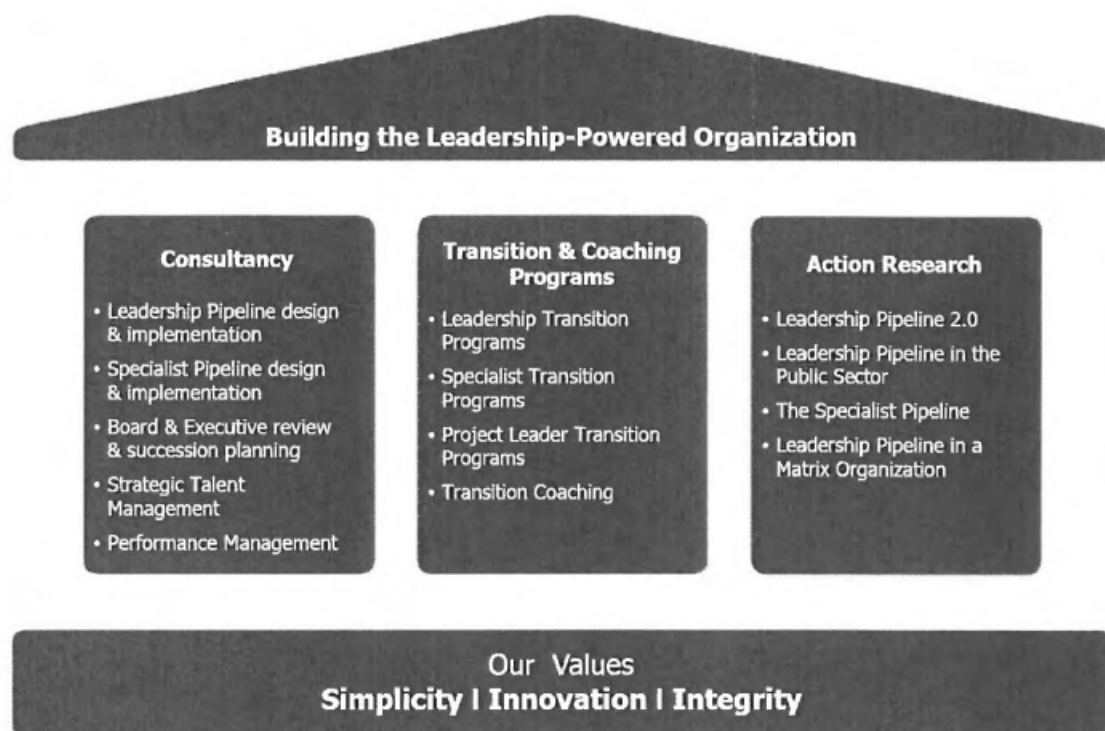 Building the Leadership-Powered Organization
Consultancy
• Leadership Pipeline design
& implementation
• Specialist Pipeline design
& implementation
• Board & Executive review
& succession planning
• Strategic Talent
Management
• Performance Management
Transition & Coaching
Programs
• Leadership Transition
Programs
• Specialist Transition
Programs
• Project Leader Transition
Programs
• Transition Coaching
Action Research
• Leadership Pipeline 2.0
• Leadership Pipeline in the
Public Sector
• The Specialist Pipeline
• Leadership Pipeline in a
Matrix Organization
Our Values
Simplicity | Innovation | Integrity